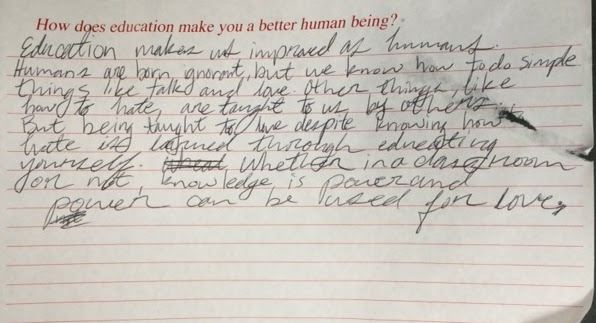 How does education make you a better human being?
Education makes us improved as humans.
Humans are born ignorant, but we know how to do simple
things like talk and love. Other things, like
how to hate, are taught to us by others.
But being taught to love despite knowing how
hate is learned through educating
yourself. Whether in a classroom
or not, knowledge is power and
power can be used for love.